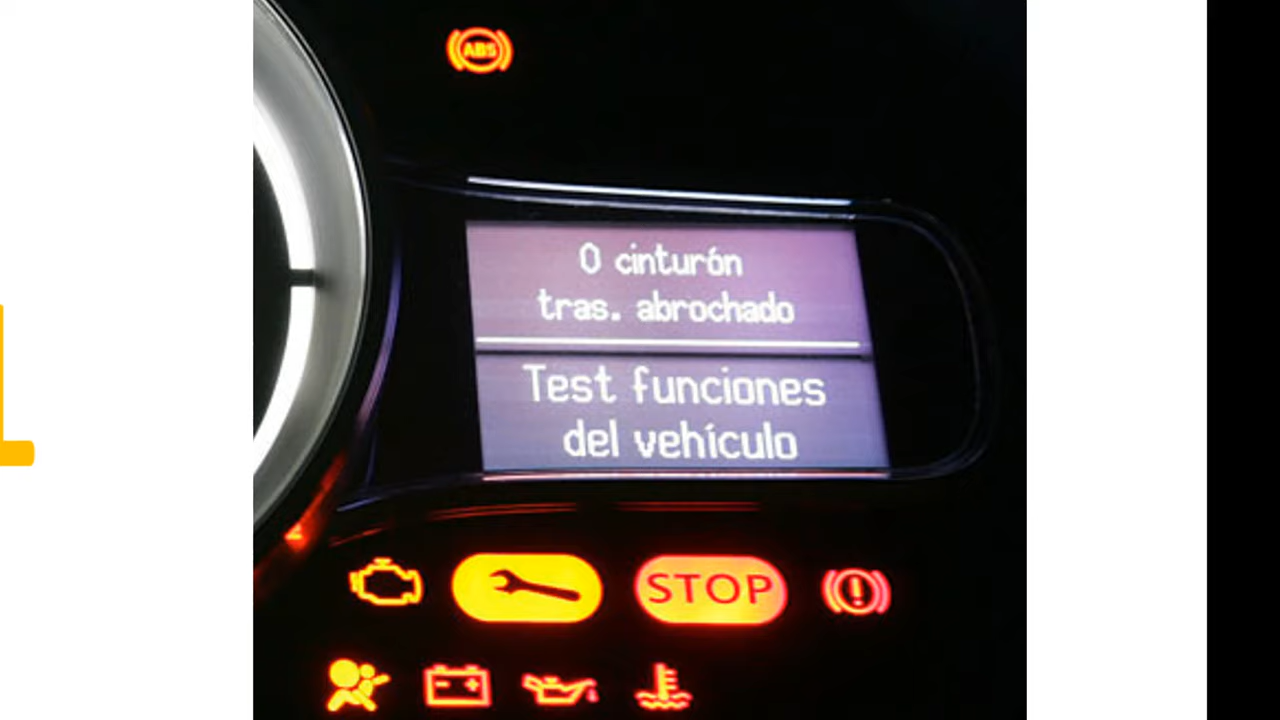 ABS
0 cinturón
tras. abrochado
Test funciones
del vehículo
STOP